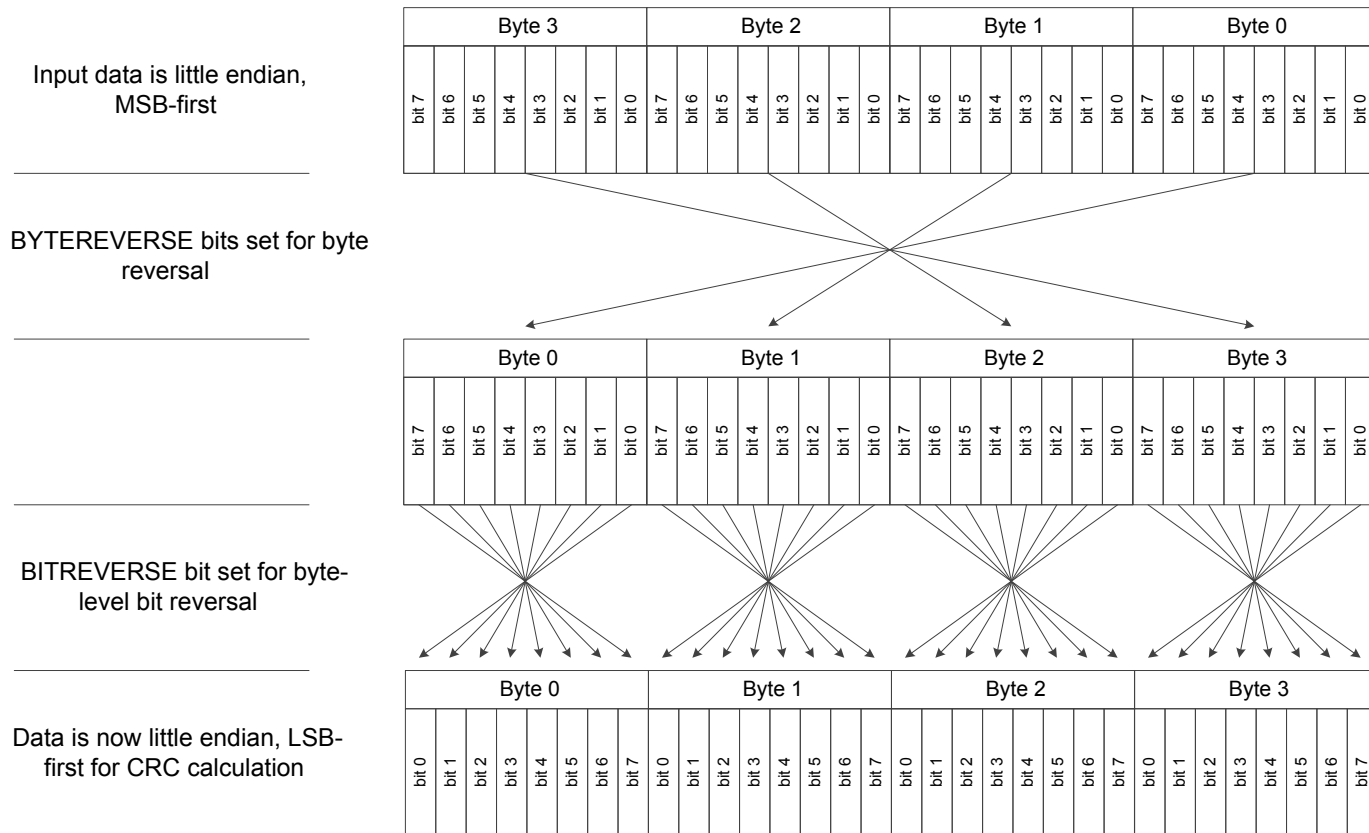 Byte 3 Byte 2 Byte 1 Byte 0
Input data is little endian,
MSB-first
bit 7 bit 6 bit 5 bit 4 bit 3 bit 2 bit 1 bit 0 bit 7 bit 6 bit 5 bit 4 bit 3 bit 2 bit 1 bit 0 bit 7 bit 6 bit 5 bit 4 bit 3 bit 2 bit 1 bit 0 bit 7 bit 6 bit 5 bit 4 bit 3 bit 2 bit 1 bit 0
BYTEREVERSE bits set for byte
reversal
Byte 0 Byte 1 Byte 2 Byte 3
bit 7 bit 6 bit 5 bit 4 bit 3 bit 2 bit 1 bit 0 bit 7 bit 6 bit 5 bit 4 bit 3 bit 2 bit 1 bit 0 bit 7 bit 6 bit 5 bit 4 bit 3 bit 2 bit 1 bit 0 bit 7 bit 6 bit 5 bit 4 bit 3 bit 2 bit 1 bit 0
BITREVERSE bit set for byte-
level bit reversal
Byte 0 Byte 1 Byte 2 Byte 3
Data is now little endian, LSB-
first for CRC calculation
bit 0 bit 1 bit 2 bit 3 bit 4 bit 5 bit 6 bit 7 bit 0 bit 1 bit 2 bit 3 bit 4 bit 5 bit 6 bit 7 bit 0 bit 1 bit 2 bit 3 bit 4 bit 5 bit 6 bit 7 bit 0 bit 1 bit 2 bit 3 bit 4 bit 5 bit 6 bit 7